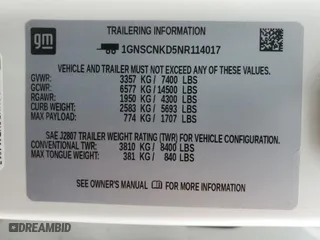 TRAILERING INFORMATION
gm
1GNSCNKD5NR114017
VEHICLE AND TRAILER MUST NOT EXCEED ANY OF THESE RATINGS
GVWR: 3357 KG/ 7400 LBS
GCWR: 6577 KG/14500 LBS
RGAWR: 1950 KG/ 4300 LBS
CURB WEIGHT: 2583 KG/ 5693 LBS
MAX PAYLOAD: 774 KG/ 1707 LBS
SAE J2807 TRAILER WEIGHT RATING (TWR) FOR VEHICLE CONFIGURATION.
CONVENTIONAL TWR: 3810 KG/ 8400 LBS
MAX TONGUE WEIGHT: 381 KG/ 840 LBS
SEE OWNER'S MANUAL FOR MORE INFORMATION.
© DREAMBID